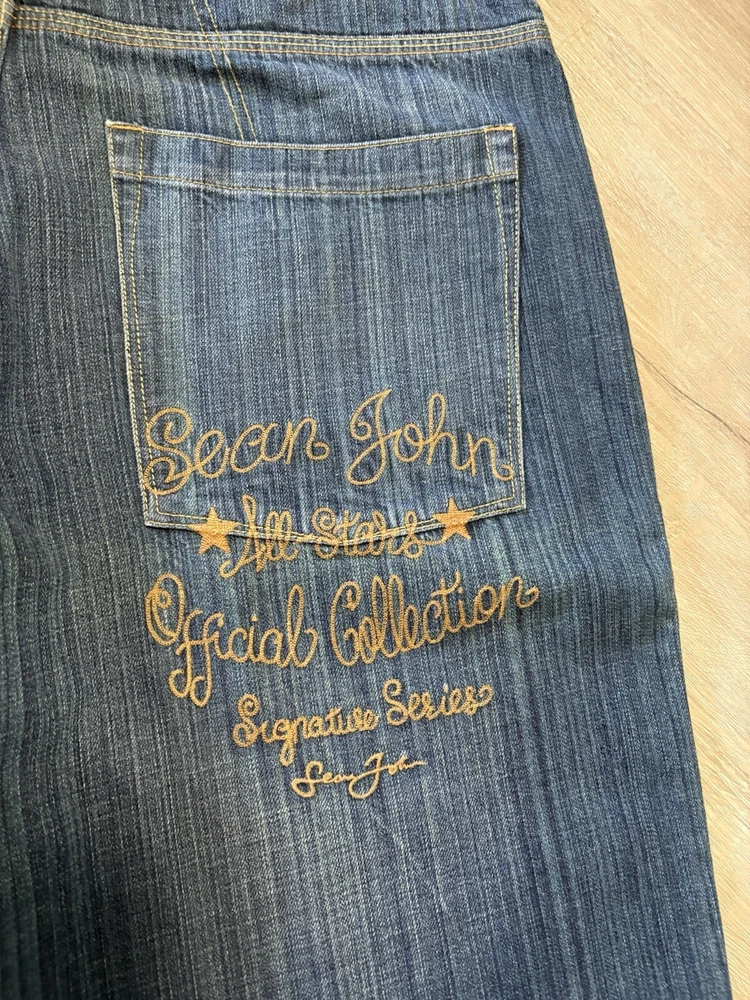 Sean John
All Stars
Official Collection
Signature Series
Sean John